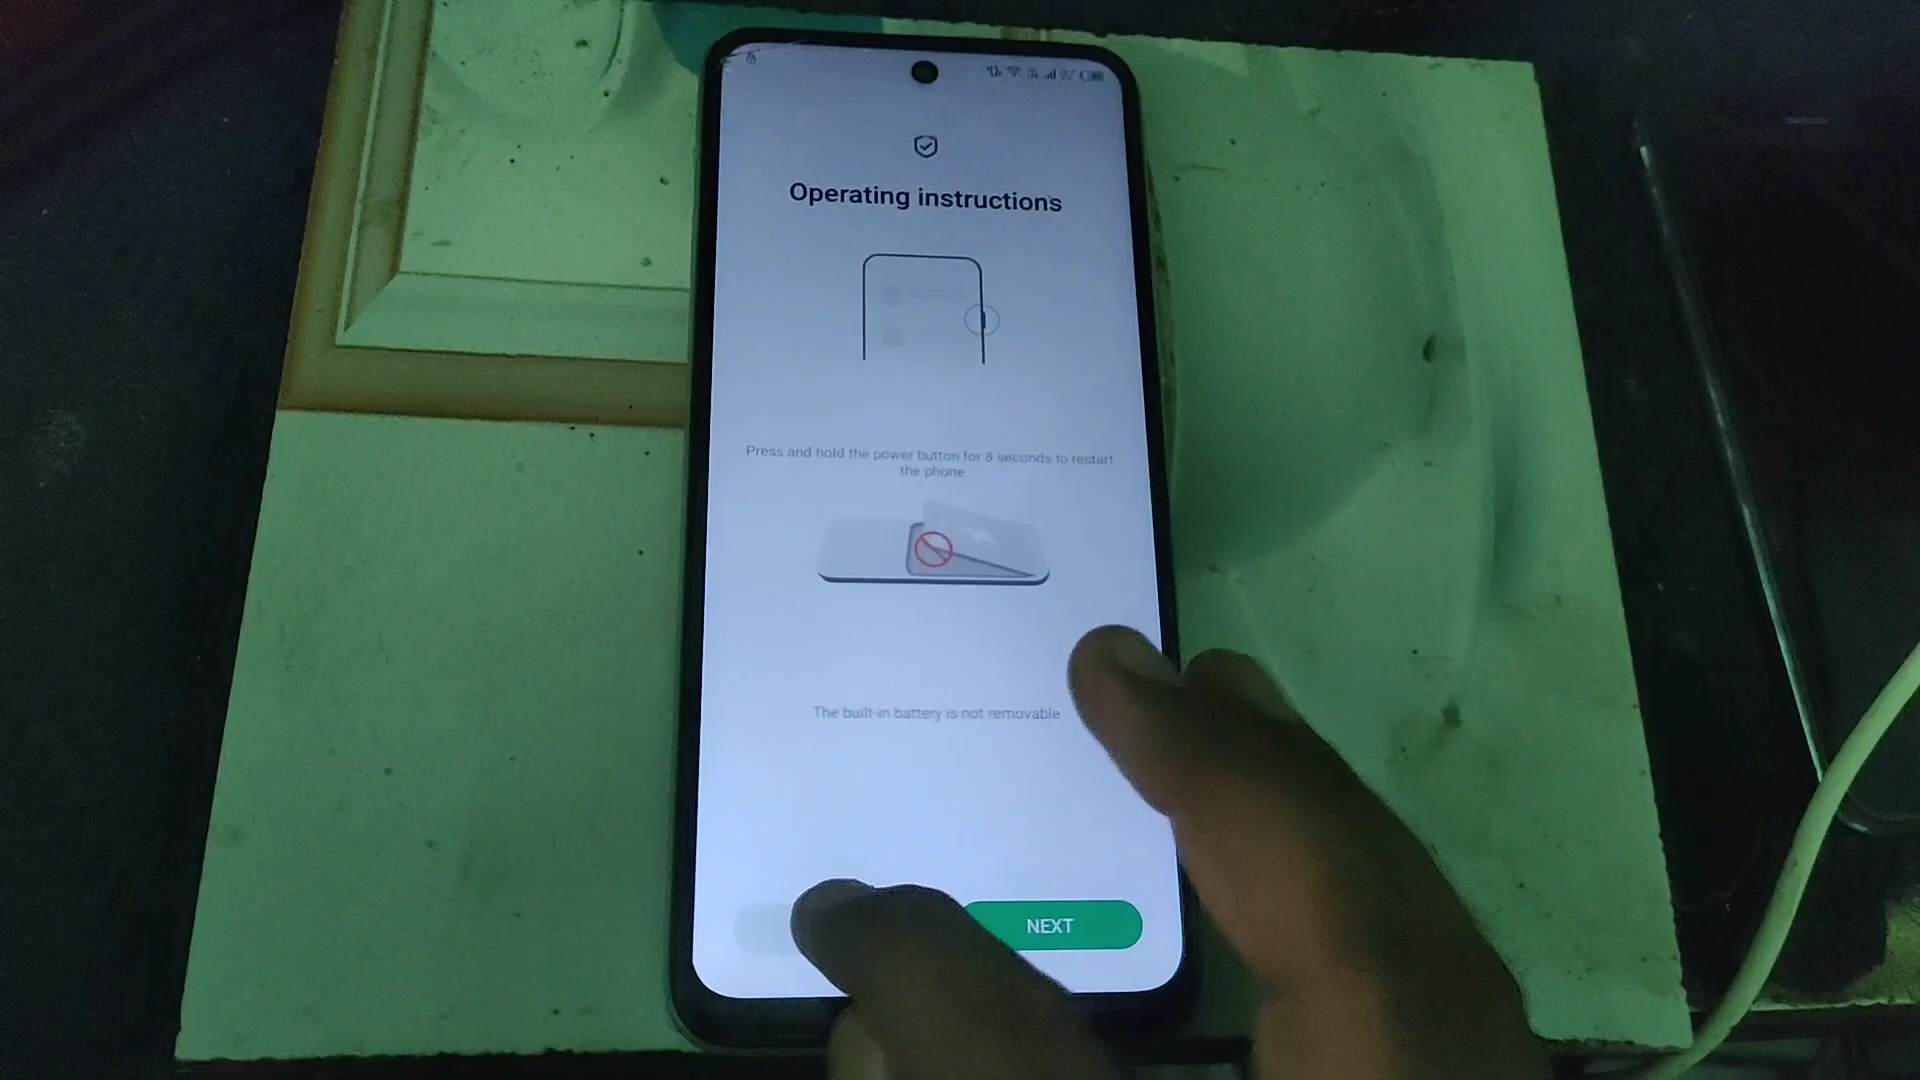 Operating instructions
Press and hold the power button for 8 seconds to restart
the phone
The built-in battery is not removable
NEXT